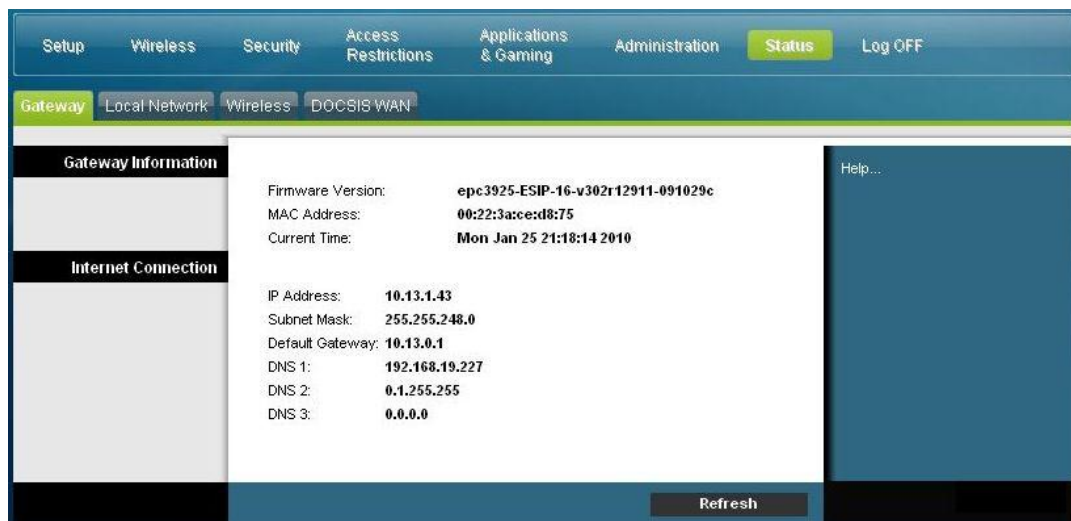 Setup Wireless Security Access Restrictions Applications & Gaming Administration Status Log OFF
Gateway Local Network Wireless DOCSIS WAN
Gateway Information
Help...
Firmware Version: epc3925-ESIP-16-v302r12911-091029c
MAC Address: 00:22:3a:ce:d8:75
Current Time: Mon Jan 25 21:18:14 2010
Internet Connection
IP Address: 10.13.1.43
Subnet Mask: 255.255.248.0
Default Gateway: 10.13.0.1
DNS 1: 192.168.19.227
DNS 2: 0.1.255.255
DNS 3: 0.0.0.0
Refresh